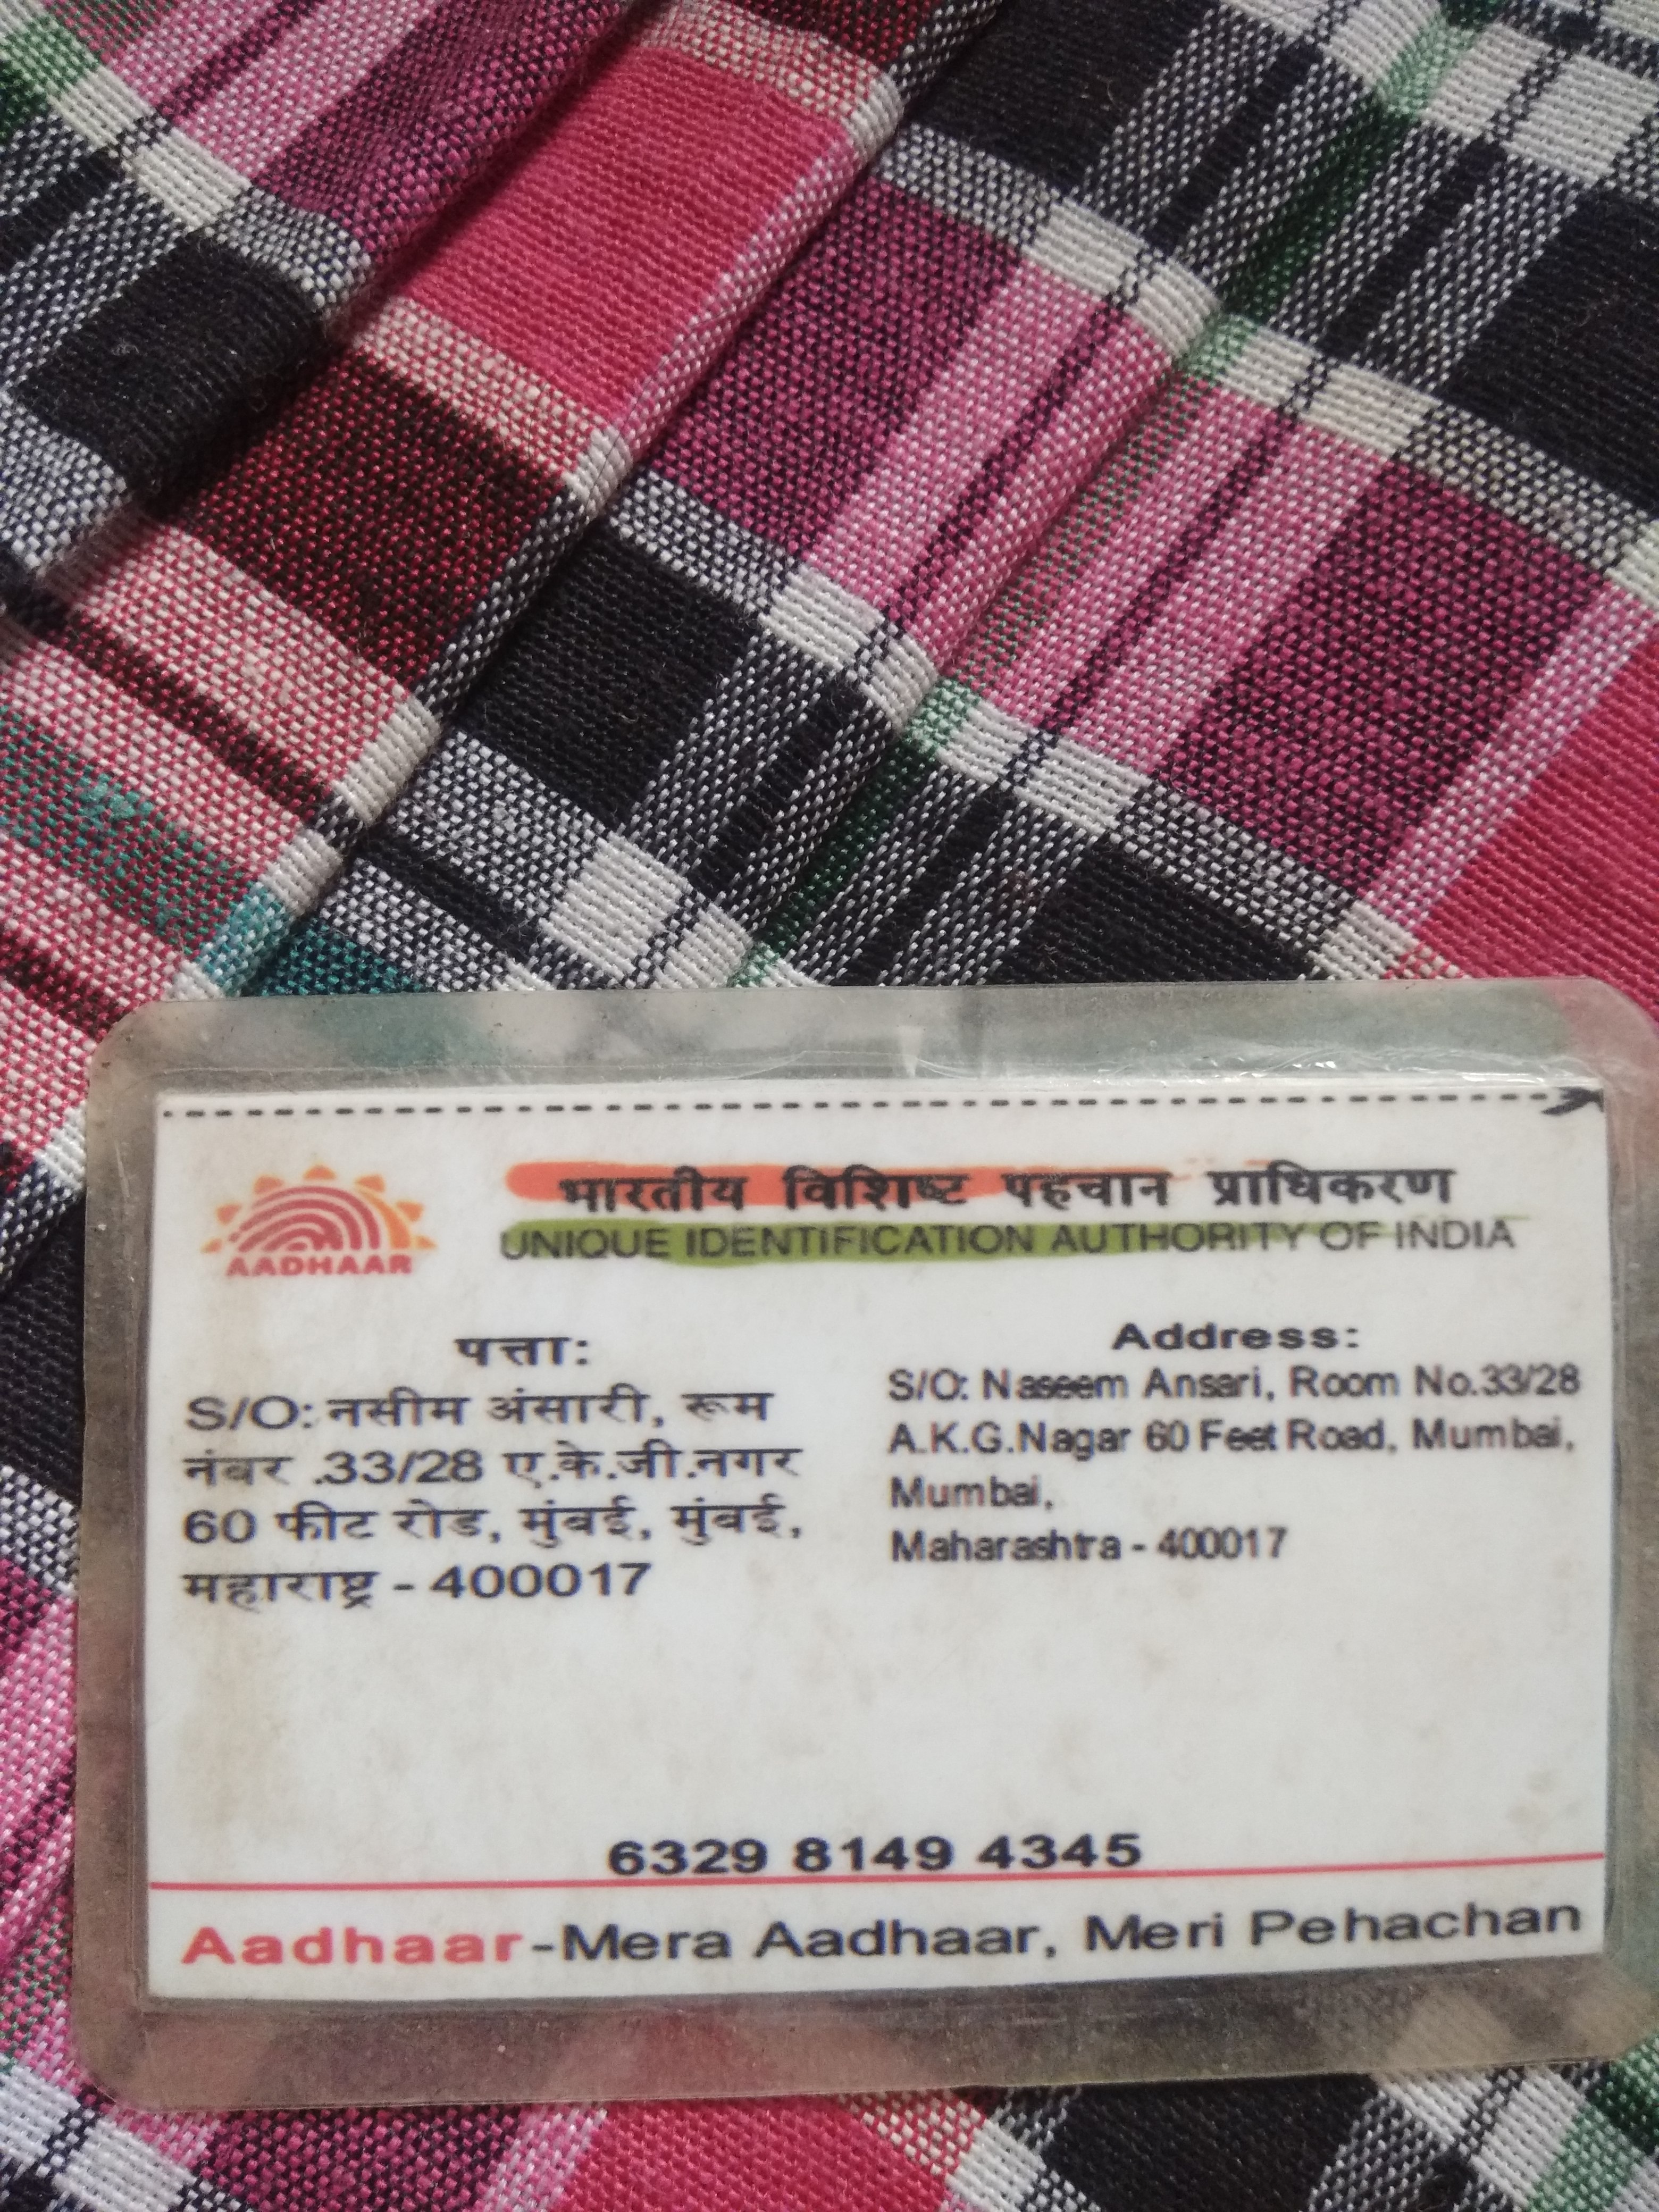 AADHAAR
भारतीय विशिष्ट पहचान प्राधिकरण
UNIQUE IDENTIFICATION AUTHORITY OF INDIA
पत्ता:
S/O: नसीम अंसारी, रूम
नंबर .33/28 ए.के.जी.नगर
60 फीट रोड, मुंबई, मुंबई,
महाराष्ट्र - 400017
Address:
S/O: Naseem Ansari, Room No.33/28
A.K.G.Nagar 60 Feet Road, Mumbai,
Mumbai,
Maharashtra - 400017
6329 8149 4345
Aadhaar-Mera Aadhaar, Meri Pehachan